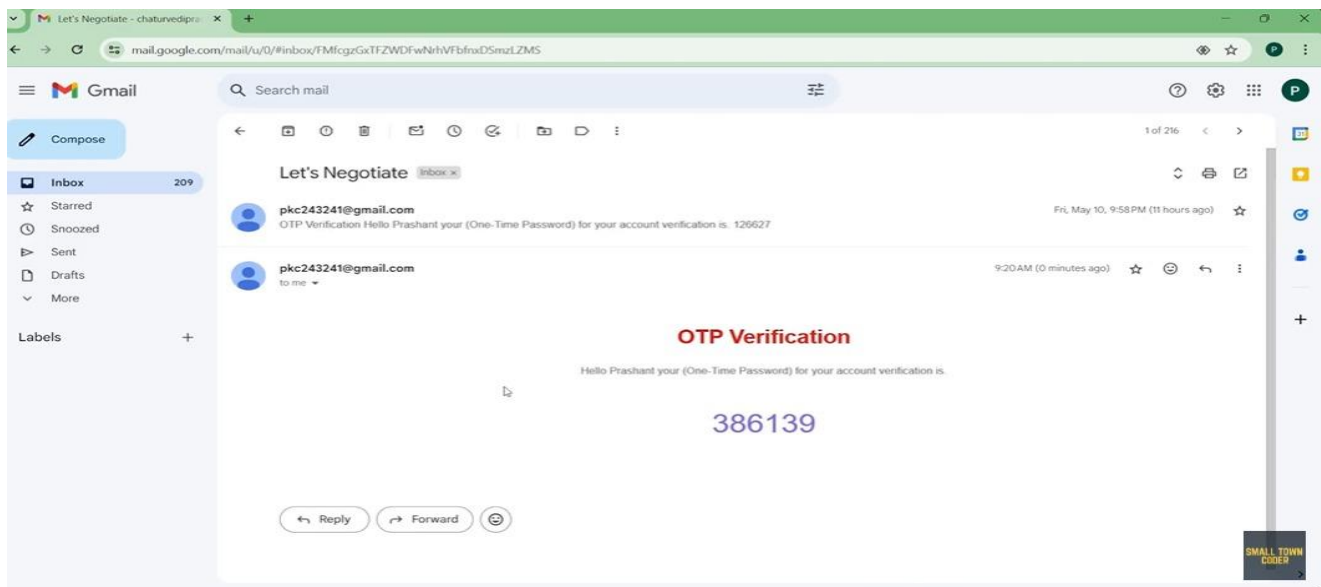 Let's Negotiate - chaturvedipra
mail.google.com/mail/u/0/#inbox/FMfcgzGxTFZWDFwNrhVFbfnxDSmzLZMS
P
Gmail
Search mail
P
Compose
1 of 216
31
Let's Negotiate Inbox ×
Inbox 209
Starred
Snoozed
Sent
Drafts
More
Labels
pkc243241@gmail.com Fri, May 10, 9:58 PM (11 hours ago)
OTP Verification Hello Prashant your (One-Time Password) for your account verification is. 126627
pkc243241@gmail.com 9:20 AM (0 minutes ago)
to me
OTP Verification
Hello Prashant your (One-Time Password) for your account verification is.
386139
Reply Forward
SMALL TOWN
CODER